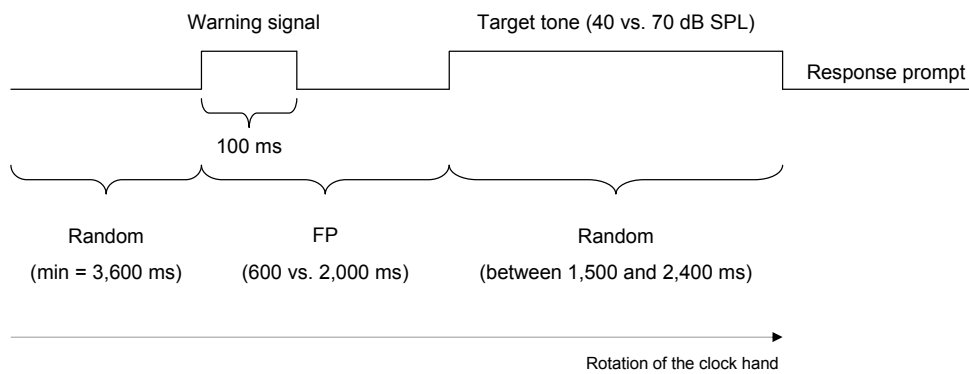 Warning signal
Target tone (40 vs. 70 dB SPL)
Response prompt
100 ms
Random
FP
Random
(min = 3,600 ms)
(600 vs. 2,000 ms)
(between 1,500 and 2,400 ms)
Rotation of the clock hand